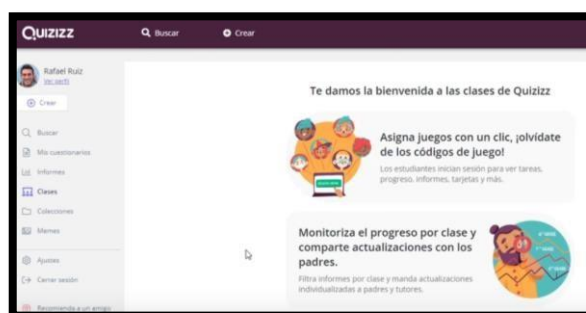 QUIZIZZ
Buscar
Crear
Rafael Ruiz
Ver perfil
Crear
Buscar
Mis cuestionarios
Informes
Clases
Colecciones
Memes
Ajustes
Cerrar sesión
Recomienda a un amigo
Te damos la bienvenida a las clases de Quizizz
Asigna juegos con un clic, ¡olvídate
de los códigos de juego!
Los estudiantes inician sesión para ver tareas,
progreso, informes, tarjetas y más.
Monitoriza el progreso por clase y
comparte actualizaciones con los
padres.
Filtra informes por clase y manda actualizaciones
individualizadas a padres y tutores.